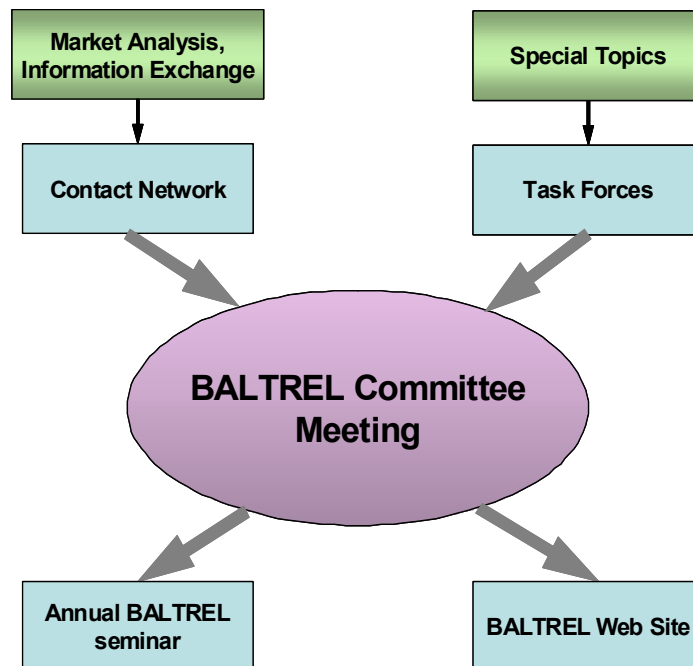 Market Analysis,
Information Exchange
Special Topics
Contact Network
Task Forces
BALTREL Committee
Meeting
Annual BALTREL
seminar
BALTREL Web Site